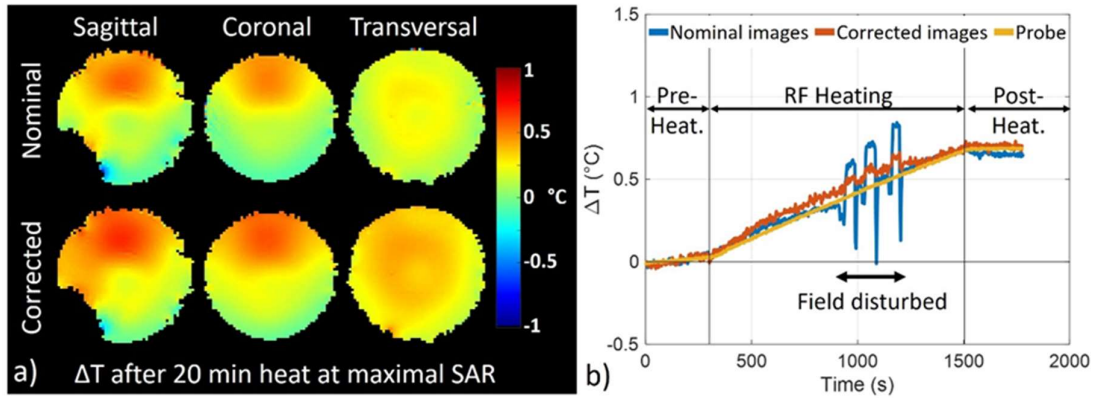 Sagittal Coronal Transversal
Nominal
Corrected
1
0.5
0 °C
-0.5
-1
a) ΔT after 20 min heat at maximal SAR
1.5
1
0.5
0
-0.5
ΔT (°C)
Nominal images Corrected images Probe
Pre- RF Heating Post-
Heat. Heat.
Field disturbed
0 500 1000 1500 2000
b) Time (s)